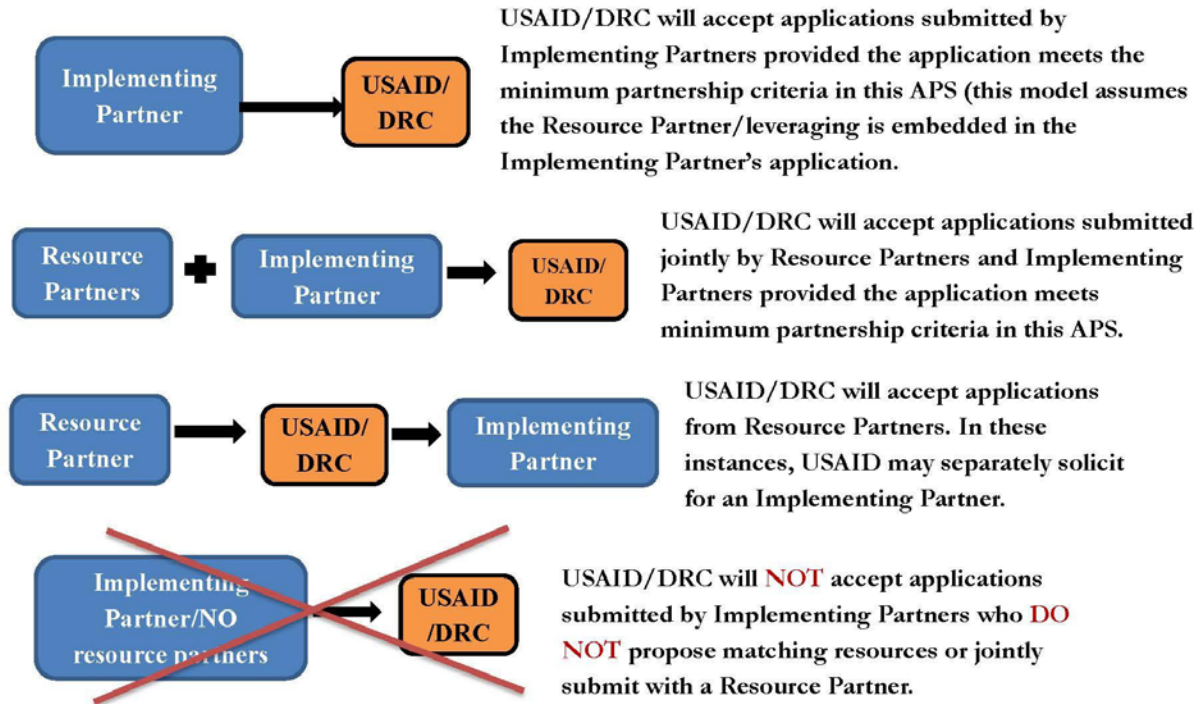 Implementing
Partner
USAID/
DRC
USAID/DRC will accept applications submitted by
Implementing Partners provided the application meets the
minimum partnership criteria in this APS (this model assumes
the Resource Partner/leveraging is embedded in the
Implementing Partner's application.
Resource
Partners
Implementing
Partner
USAID/
DRC
USAID/DRC will accept applications submitted
jointly by Resource Partners and Implementing
Partners provided the application meets
minimum partnership criteria in this APS.
Resource
Partner
USAID/
DRC
Implementing
Partner
USAID/DRC will accept applications
from Resource Partners. In these
instances, USAID may separately solicit
for an Implementing Partner.
Implementing
Partner/NO
resource partners
USAID
/DRC
USAID/DRC will NOT accept applications
submitted by Implementing Partners who DO
NOT propose matching resources or jointly
submit with a Resource Partner.